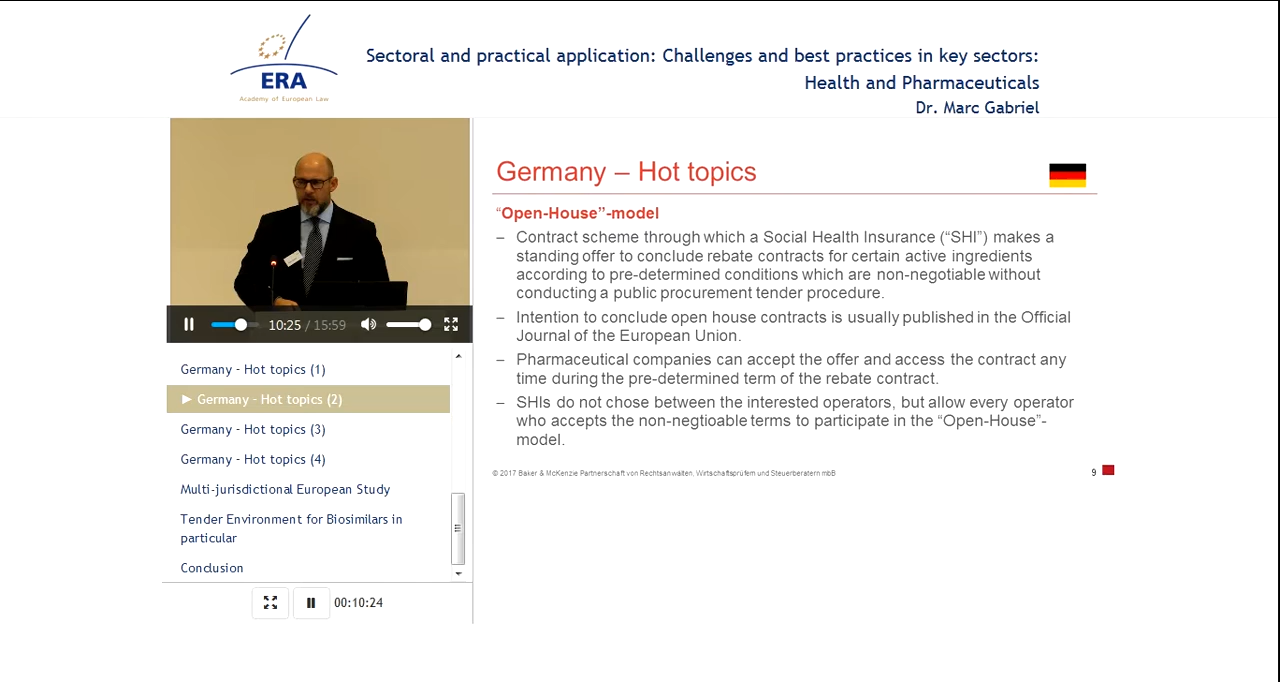 ERA
Academy of European Law
Sectoral and practical application: Challenges and best practices in key sectors:
Health and Pharmaceuticals
Dr. Marc Gabriel
10:25 / 15:59
Germany - Hot topics (1)
Germany - Hot topics (2)
Germany - Hot topics (3)
Germany - Hot topics (4)
Multi-jurisdictional European Study
Tender Environment for Biosimilars in
particular
Conclusion
00:10:24
Germany – Hot topics
“Open-House”-model
– Contract scheme through which a Social Health Insurance (“SHI”) makes a
standing offer to conclude rebate contracts for certain active ingredients
according to pre-determined conditions which are non-negotiable without
conducting a public procurement tender procedure.
– Intention to conclude open house contracts is usually published in the Official
Journal of the European Union.
– Pharmaceutical companies can accept the offer and access the contract any
time during the pre-determined term of the rebate contract.
– SHIs do not chose between the interested operators, but allow every operator
who accepts the non-negtioable terms to participate in the “Open-House”-
model.
© 2017 Baker & McKenzie Partnerschaft von Rechtsanwälten, Wirtschaftsprüfern und Steuerberatern mbB
9